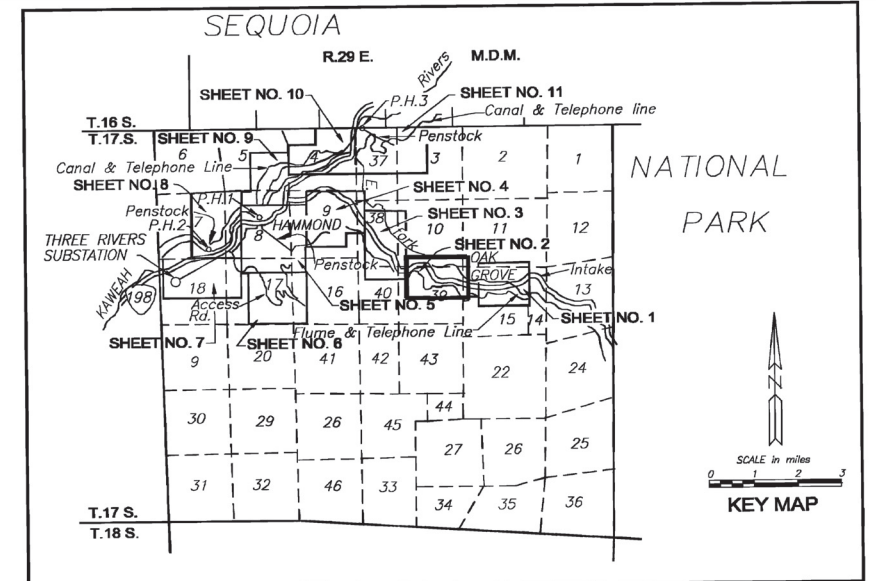 SEQUOIA
R.29 E. M.D.M.
Rivers
SHEET NO. 10
SHEET NO. 11
P.H.3
Canal & Telephone line
T.16 S.
T.17.S.
SHEET NO. 9
Penstock
6 5 4 37 3 2 1
Canal & Telephone Line
NATIONAL
PARK
SHEET NO. 8
P.H.1
E.
SHEET NO. 4
Penstock
P.H.2
7
9
38
SHEET NO. 3
HAMMOND
8
10 11 12
Fork
THREE RIVERS
SUBSTATION
SHEET NO. 2
OAK
GROVE
Penstock
Intake
KAWEAH
198
18
17
16
40
39
13
Access
Rd.
SHEET NO. 5
15 14
SHEET NO. 1
Flume & Telephone Line
SHEET NO. 7
SHEET NO. 6
9 20 41 42 43
22 24
N
44
30 29 26 45
27 26 25
SCALE in miles
0 1 2 3
KEY MAP
31 32 46 33
34 35 36
T.17 S.
T.18 S.